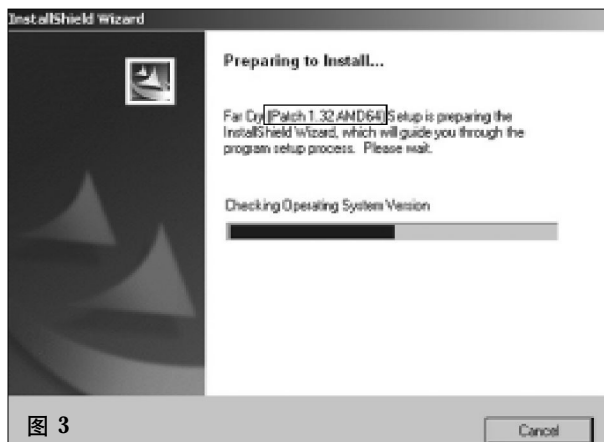 InstallShield Wizard
Preparing to Install...
Far Cry [Patch 1.32 AMD64] Setup is preparing the
InstallShield Wizard, which will guide you through the
program setup process. Please wait.
Checking Operating System Version
图 3
Cancel